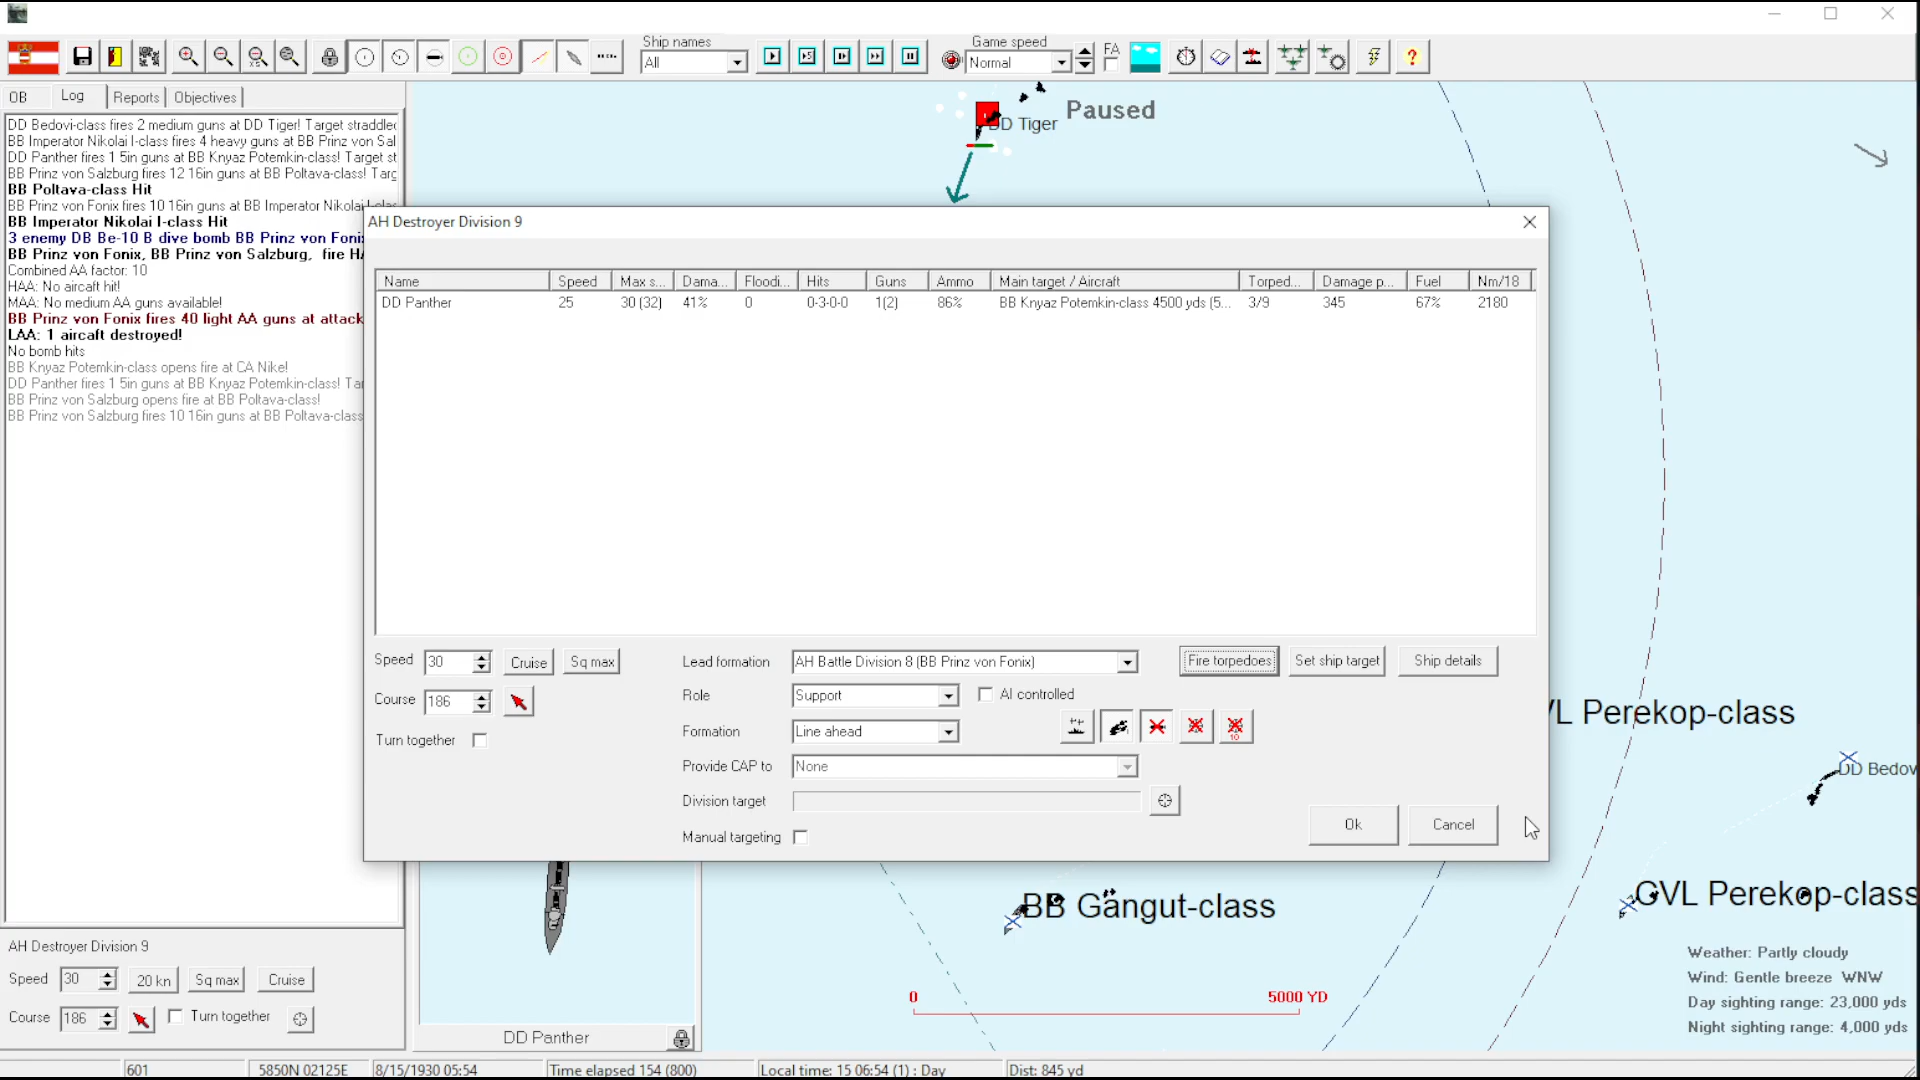 Ship names
All
Game speed
Normal
FA
OB
Log
Reports
Objectives
DD Bedovi-class fires 2 medium guns at DD Tiger! Target straddled
BB Imperator Nikolai I-class fires 4 heavy guns at BB Prinz von Sal
DD Panther fires 1 5in guns at BB Knyaz Potemkin-class! Target st
BB Prinz von Salzburg fires 12 16in guns at BB Poltava-class! Targ
BB Poltava-class Hit
BB Prinz von Fonix fires 10 16in guns at BB Imperator Nikolai I-clas
BB Imperator Nikolai I-class Hit
3 enemy DB Be-10 B dive bomb BB Prinz von Foni
BB Prinz von Fonix, BB Prinz von Salzburg, fire HA
Combined AA factor: 10
HAA: No aircaft hit!
MAA: No medium AA guns available!
BB Prinz von Fonix fires 40 light AA guns at attack
LAA: 1 aircaft destroyed!
No bomb hits
BB Knyaz Potemkin-class opens fire at CA Nike!
DD Panther fires 1 5in guns at BB Knyaz Potemkin-class! Tar
BB Prinz von Salzburg opens fire at BB Poltava-class!
BB Prinz von Salzburg fires 10 16in guns at BB Poltava-class
Paused
DD Tiger
AH Destroyer Division 9
Name Speed Max s... Dama... Floodi... Hits Guns Ammo Main target / Aircraft Torped... Damage p... Fuel Nm/18
DD Panther 25 30 (32) 41% 0 0-3-0-0 1(2) 86% BB Knyaz Potemkin-class 4500 yds (5... 3/9 345 67% 2180
Speed 30 Cruise Sq max
Course 186
Turn together
Lead formation AH Battle Division 8 (BB Prinz von Fonix)
Role Support AI controlled
Formation Line ahead
10
Provide CAP to None
Division target
Manual targeting
Fire torpedoes Set ship target Ship details
Ok Cancel
VL Perekop-class
DD Bedov
BB Gangut-class
CVL Perekop-class
0 5000 YD
Weather: Partly cloudy
Wind: Gentle breeze WNW
Day sighting range: 23,000 yds
Night sighting range: 4,000 yds
AH Destroyer Division 9
Speed 30 20 kn Sq max Cruise
Course 186 Turn together
DD Panther
601 5850N 02125E 8/15/1930 05:54 Time elapsed 154 (800) Local time: 15 06:54 (1) : Day Dist: 845 yd